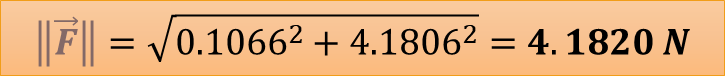 ‖F⃗‖ = √(0.1066² + 4.1806²) = 4.1820 N